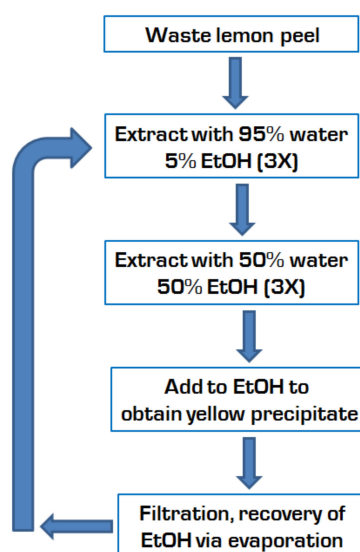 Waste lemon peel
Extract with 95% water
5% EtOH (3X)
Extract with 50% water
50% EtOH (3X)
Add to EtOH to
obtain yellow precipitate
Filtration, recovery of
EtOH via evaporation